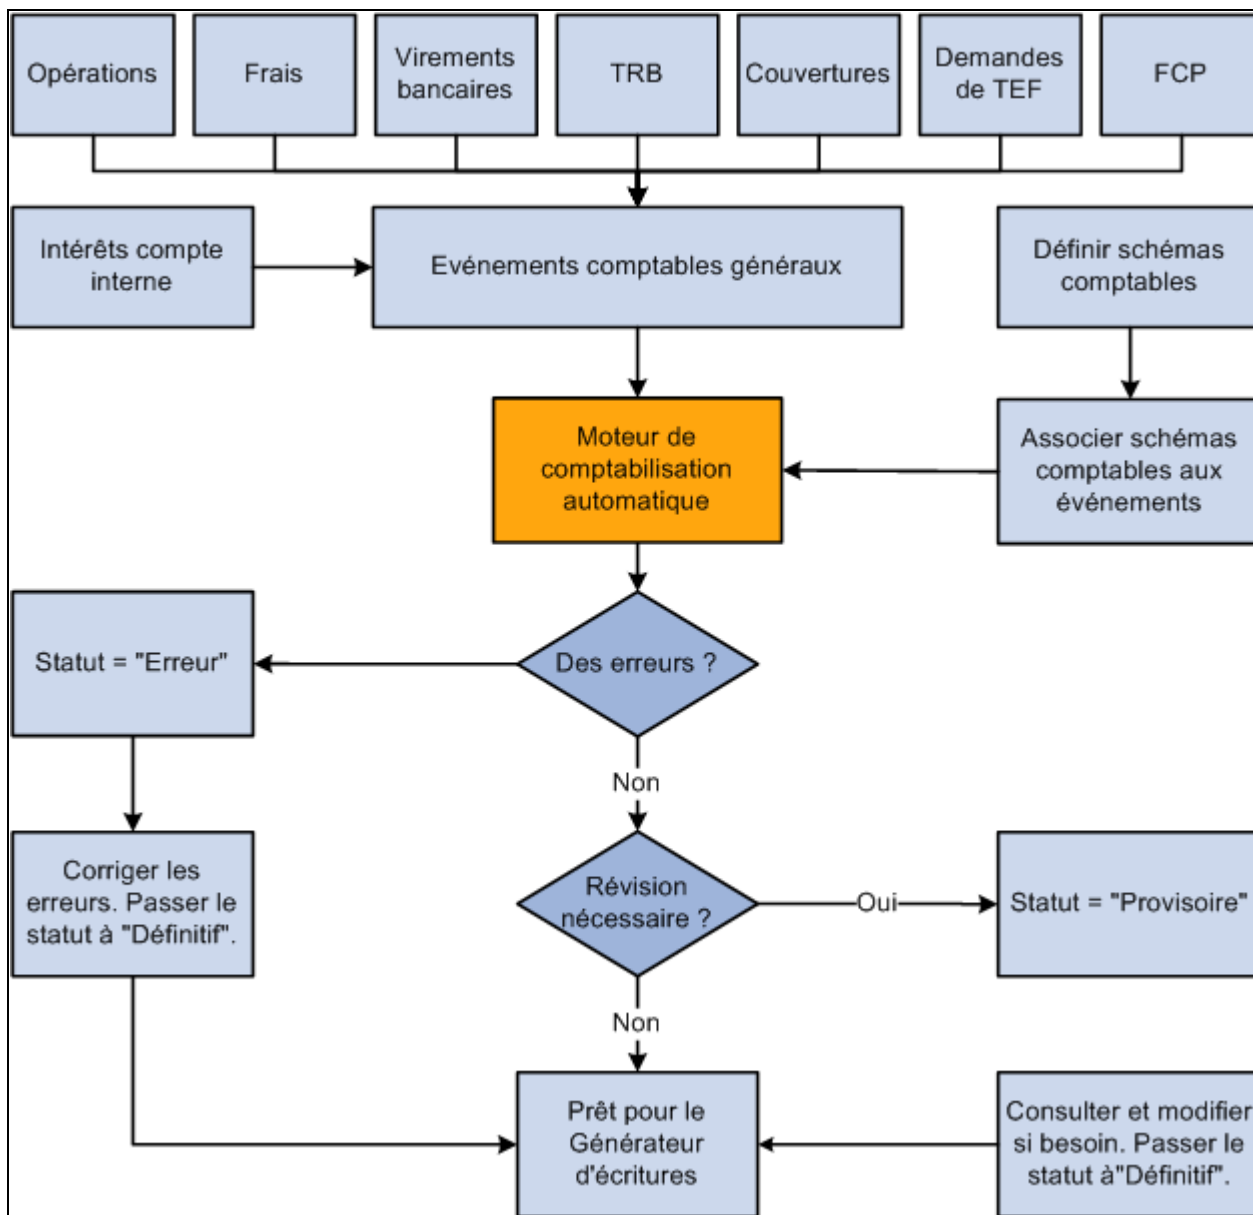 Opérations
Frais
Virements
bancaires
TRB
Couvertures
Demandes
de TEF
FCP
Intérêts compte
interne
Evénements comptables généraux
Définir schémas
comptables
Moteur de
comptabilisation
automatique
Associer schémas
comptables aux
événements
Statut = "Erreur"
Des erreurs ?
Non
Corriger les
erreurs. Passer le
statut à "Définitif".
Révision
nécessaire ?
Oui
Statut = "Provisoire"
Non
Prêt pour le
Générateur
d'écritures
Consulter et modifier
si besoin. Passer le
statut à"Définitif".